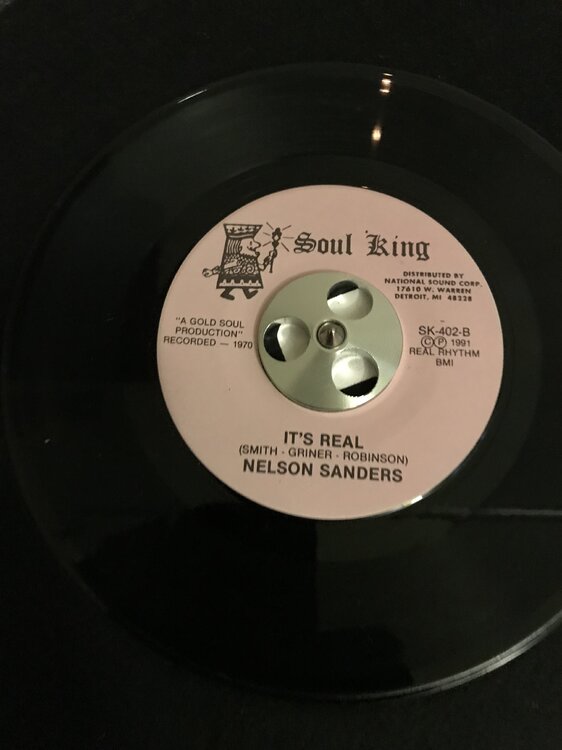 Soul King
DISTRIBUTED BY
NATIONAL SOUND CORP.
17610 W. WARREN
DETROIT, MI 48228
"A GOLD SOUL
PRODUCTION"
RECORDED — 1970
SK-402-B
Ⓒ Ⓟ 1991
REAL RHYTHM
BMI
IT'S REAL
(SMITH - GRINER - ROBINSON)
NELSON SANDERS